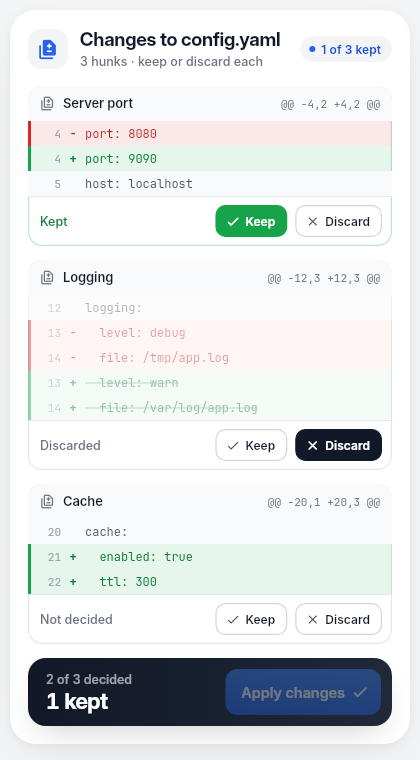 Changes to config.yaml
3 hunks · keep or discard each
1 of 3 kept
Server port @@ -4,2 +4,2 @@
4 - port: 8080
4 + port: 9090
5 host: localhost
Kept Keep Discard
Logging @@ -12,3 +12,3 @@
12 logging:
13 - level: debug
14 - file: /tmp/app.log
13 + level: warn
14 + file: /var/log/app.log
Discarded Keep Discard
Cache @@ -20,1 +20,3 @@
20 cache:
21 + enabled: true
22 + ttl: 300
Not decided Keep Discard
2 of 3 decided
1 kept
Apply changes